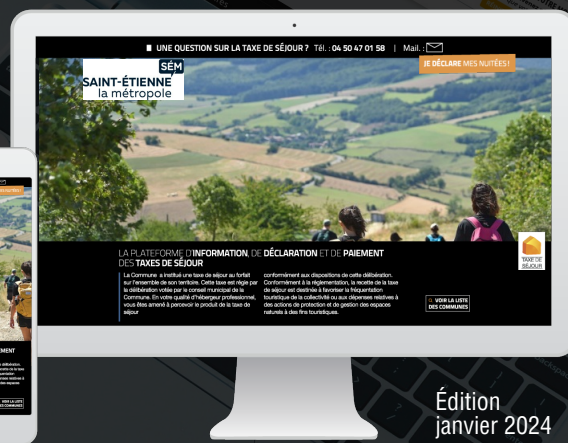 UNE QUESTION SUR LA TAXE DE SÉJOUR ? Tél. : 04 50 47 01 58 | Mail. :
JE DÉCLARE MES NUITÉES !
SÉM
SAINT-ÉTIENNE
la métropole
LA PLATEFORME D'INFORMATION, DE DÉCLARATION ET DE PAIEMENT
DES TAXES DE SÉJOUR
La Commune a institué une taxe de séjour au forfait
sur l'ensemble de son territoire. Cette taxe est régie par
la délibération votée par le conseil municipal de la
Commune. En votre qualité d'hébergeur professionnel,
vous êtes amené à percevoir le produit de la taxe de
séjour
conformément aux dispositions de cette délibération.
Conformément à la réglementation, la recette de la taxe
de séjour est destinée à favoriser la fréquentation
touristique de la collectivité ou aux dépenses relatives à
des actions de protection et de gestion des espaces
naturels à des fins touristiques.
TAXE DE
SÉJOUR
VOIR LA LISTE
DES COMMUNES
PAIEMENT
VOIR LA LISTE
DES COMMUNES
Édition
janvier 2024